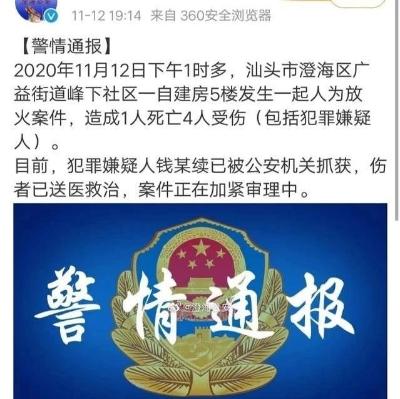 11-12 19:14 来自 360安全浏览器
【警情通报】
2020年11月12日下午1时多，汕头市澄海区广
益街道峰下社区一自建房5楼发生一起人为放
火案件，造成1人死亡4人受伤（包括犯罪嫌疑
人）。
目前，犯罪嫌疑人钱某续已被公安机关抓获，伤
者已送医救治，案件正在加紧审理中。
警情通报